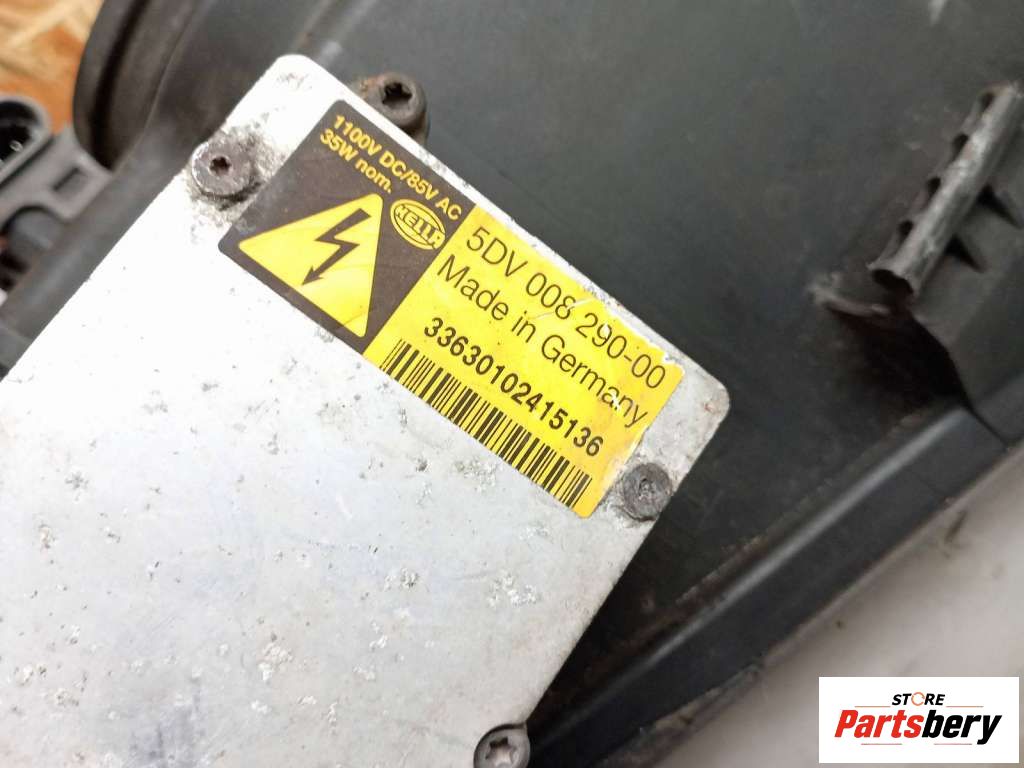 1100V DC/85V AC
35W nom.
HELLA
5DV 008 290-00
Made in Germany
33630102415136
STORE
Partsbery